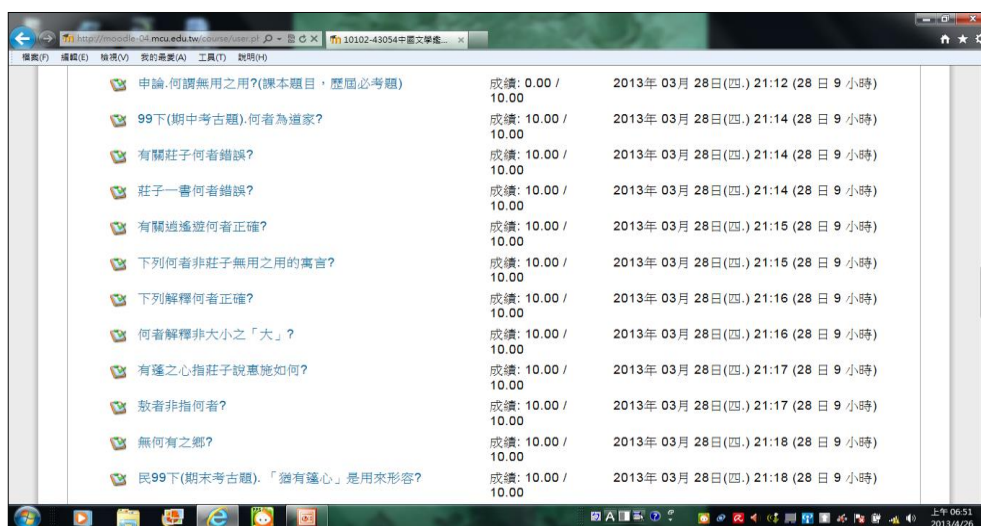 http://moodle-04.mcu.edu.tw/course/user.pl
10102-43054中國文學鑑...
檔案(F) 編輯(E) 檢視(V) 我的最愛(A) 工具(T) 說明(H)
申論.何謂無用之用?(課本題目，歷屆必考題) 成績: 0.00 / 2013年 03月 28日(四.) 21:12 (28 日 9 小時)
10.00
99下(期中考古題).何者為道家? 成績: 10.00 / 2013年 03月 28日(四.) 21:14 (28 日 9 小時)
10.00
有關莊子何者錯誤? 成績: 10.00 / 2013年 03月 28日(四.) 21:14 (28 日 9 小時)
10.00
莊子一書何者錯誤? 成績: 10.00 / 2013年 03月 28日(四.) 21:14 (28 日 9 小時)
10.00
有關逍遙遊何者正確? 成績: 10.00 / 2013年 03月 28日(四.) 21:15 (28 日 9 小時)
10.00
下列何者非莊子無用之用的寓言? 成績: 10.00 / 2013年 03月 28日(四.) 21:15 (28 日 9 小時)
10.00
下列解釋何者正確? 成績: 10.00 / 2013年 03月 28日(四.) 21:16 (28 日 9 小時)
10.00
何者解釋非大小之「大」? 成績: 10.00 / 2013年 03月 28日(四.) 21:16 (28 日 9 小時)
10.00
有蓬之心指莊子說惠施如何? 成績: 10.00 / 2013年 03月 28日(四.) 21:17 (28 日 9 小時)
10.00
敖者非指何者? 成績: 10.00 / 2013年 03月 28日(四.) 21:17 (28 日 9 小時)
10.00
無何有之鄉? 成績: 10.00 / 2013年 03月 28日(四.) 21:18 (28 日 9 小時)
10.00
民99下(期末考古題).「猶有篷心」是用來形容? 成績: 10.00 / 2013年 03月 28日(四.) 21:18 (28 日 9 小時)
10.00
上午 06:51
2013/4/26